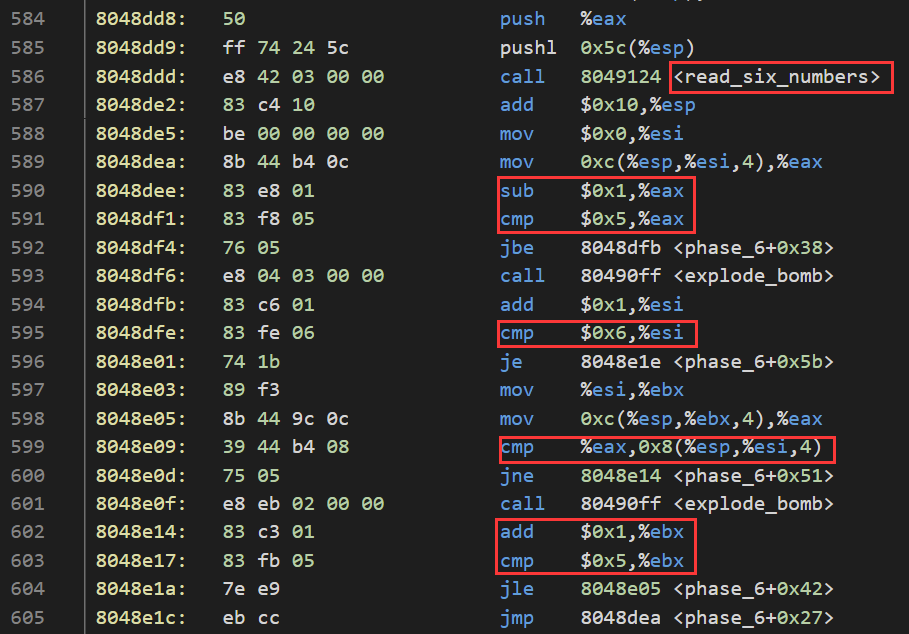 584 8048dd8: 50 push %eax
585 8048dd9: ff 74 24 5c pushl 0x5c(%esp)
586 8048ddd: e8 42 03 00 00 call 8049124 <read_six_numbers>
587 8048de2: 83 c4 10 add $0x10,%esp
588 8048de5: be 00 00 00 00 mov $0x0,%esi
589 8048dea: 8b 44 b4 0c mov 0xc(%esp,%esi,4),%eax
590 8048dee: 83 e8 01 sub $0x1,%eax
591 8048df1: 83 f8 05 cmp $0x5,%eax
592 8048df4: 76 05 jbe 8048dfb <phase_6+0x38>
593 8048df6: e8 04 03 00 00 call 80490ff <explode_bomb>
594 8048dfb: 83 c6 01 add $0x1,%esi
595 8048dfe: 83 fe 06 cmp $0x6,%esi
596 8048e01: 74 1b je 8048e1e <phase_6+0x5b>
597 8048e03: 89 f3 mov %esi,%ebx
598 8048e05: 8b 44 9c 0c mov 0xc(%esp,%ebx,4),%eax
599 8048e09: 39 44 b4 08 cmp %eax,0x8(%esp,%esi,4)
600 8048e0d: 75 05 jne 8048e14 <phase_6+0x51>
601 8048e0f: e8 eb 02 00 00 call 80490ff <explode_bomb>
602 8048e14: 83 c3 01 add $0x1,%ebx
603 8048e17: 83 fb 05 cmp $0x5,%ebx
604 8048e1a: 7e e9 jle 8048e05 <phase_6+0x42>
605 8048e1c: eb cc jmp 8048dea <phase_6+0x27>